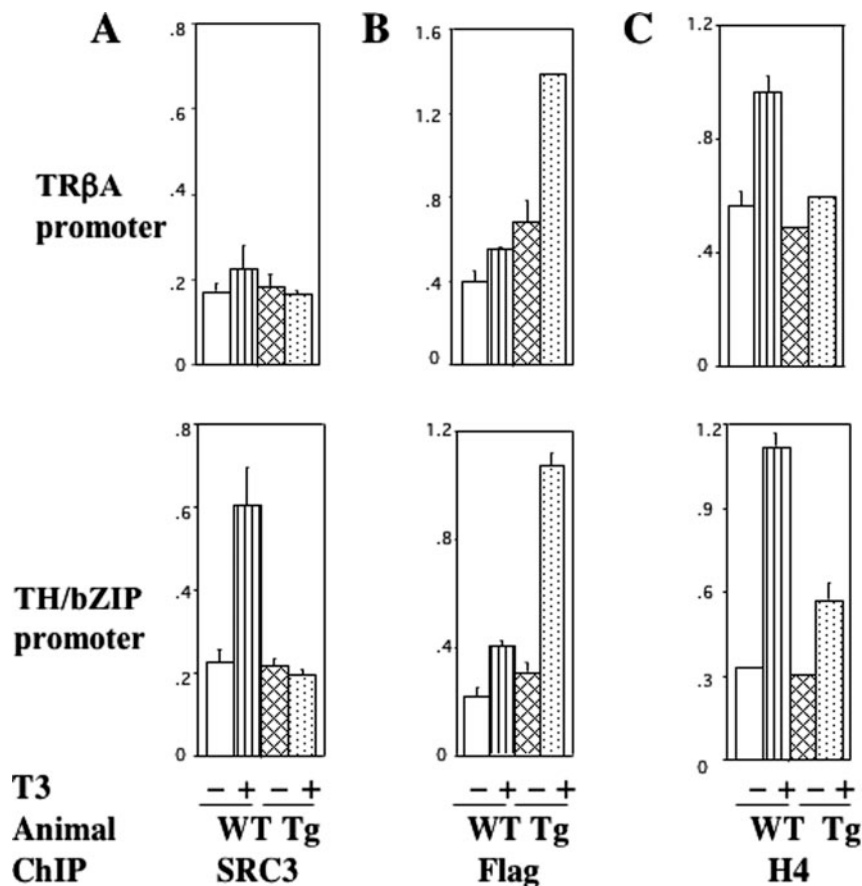 A B C
.8 1.6 1.2
.6 1.2 .8
TRβA
promoter
.4 .8 .4
.2 .4
0 0 0
.8 1.2 1.2
.6 .8 .9
TH/bZIP
promoter
.4 .4 .6
.2 .3
0 0 0
T3 − + − + − + − + − + − +
Animal WT Tg WT Tg WT Tg
ChIP SRC3 Flag H4